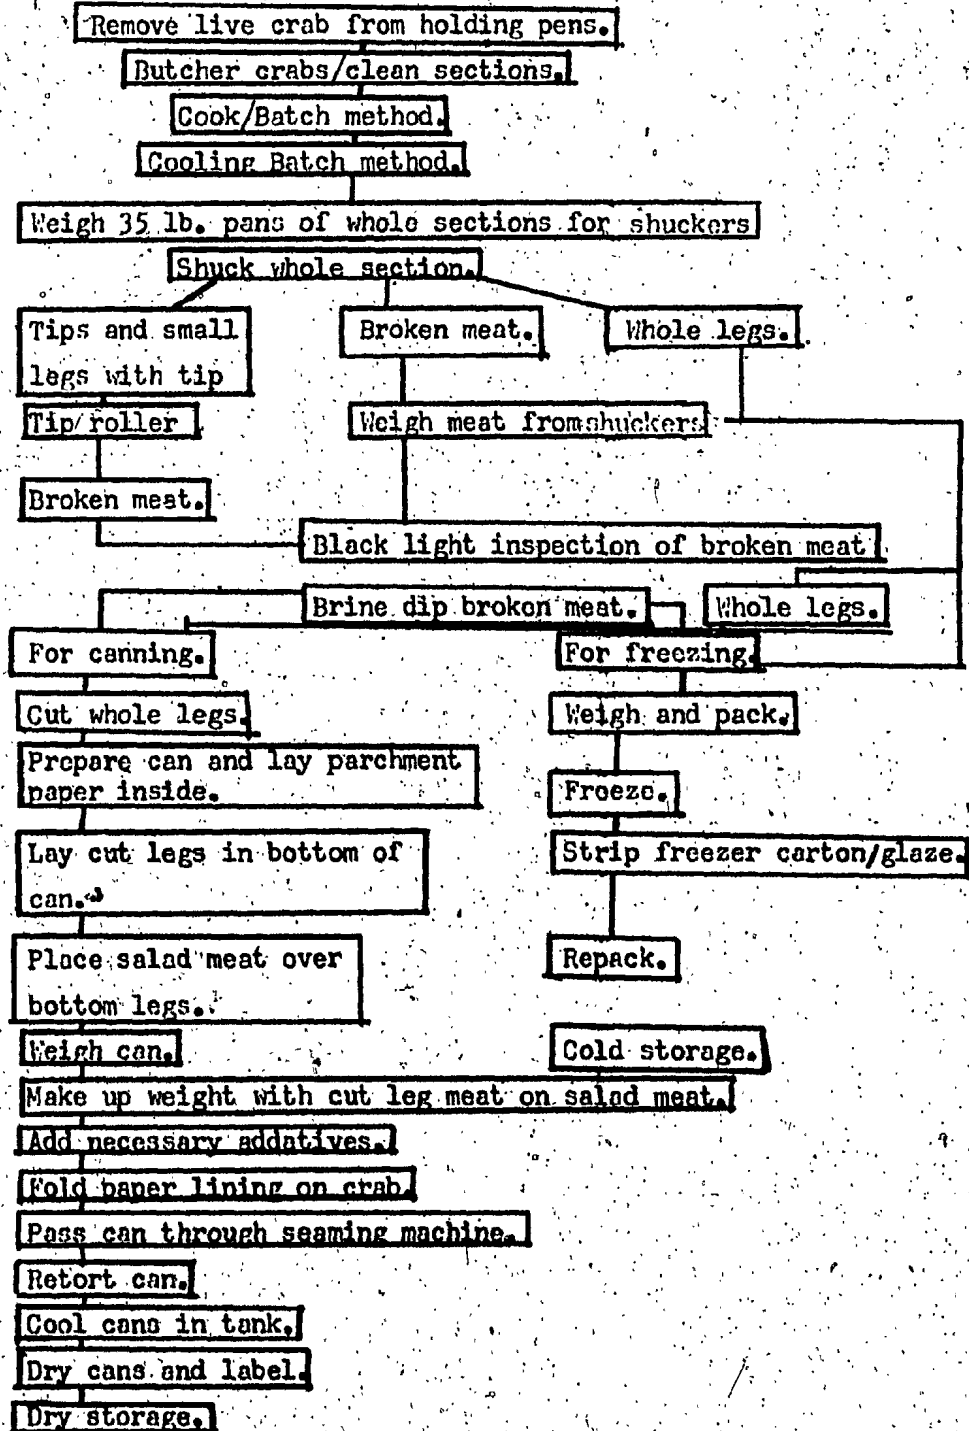 Remove live crab from holding pens.
Butcher crabs/clean sections.
Cook/Batch method.
Cooling Batch method.
Weigh 35 lb. pans of whole sections for shuckers
Shuck whole section.
Tips and small
legs with tip
Broken meat.
Whole legs.
Tip/roller
Weigh meat from shuckers
Broken meat.
Black light inspection of broken meat
Brine dip broken meat.
Whole legs.
For canning.
For freezing.
Cut whole legs.
Weigh and pack.
Prepare can and lay parchment
paper inside.
Freeze.
Lay cut legs in bottom of
can.
Strip freezer carton/glaze.
Place salad meat over
bottom legs.
Repack.
Weigh can.
Cold storage.
Make up weight with cut leg meat on salad meat.
Add necessary addatives.
Fold paper lining on crab.
Pass can through seaming machine.
Retort can.
Cool cans in tank.
Dry cans and label.
Dry storage.